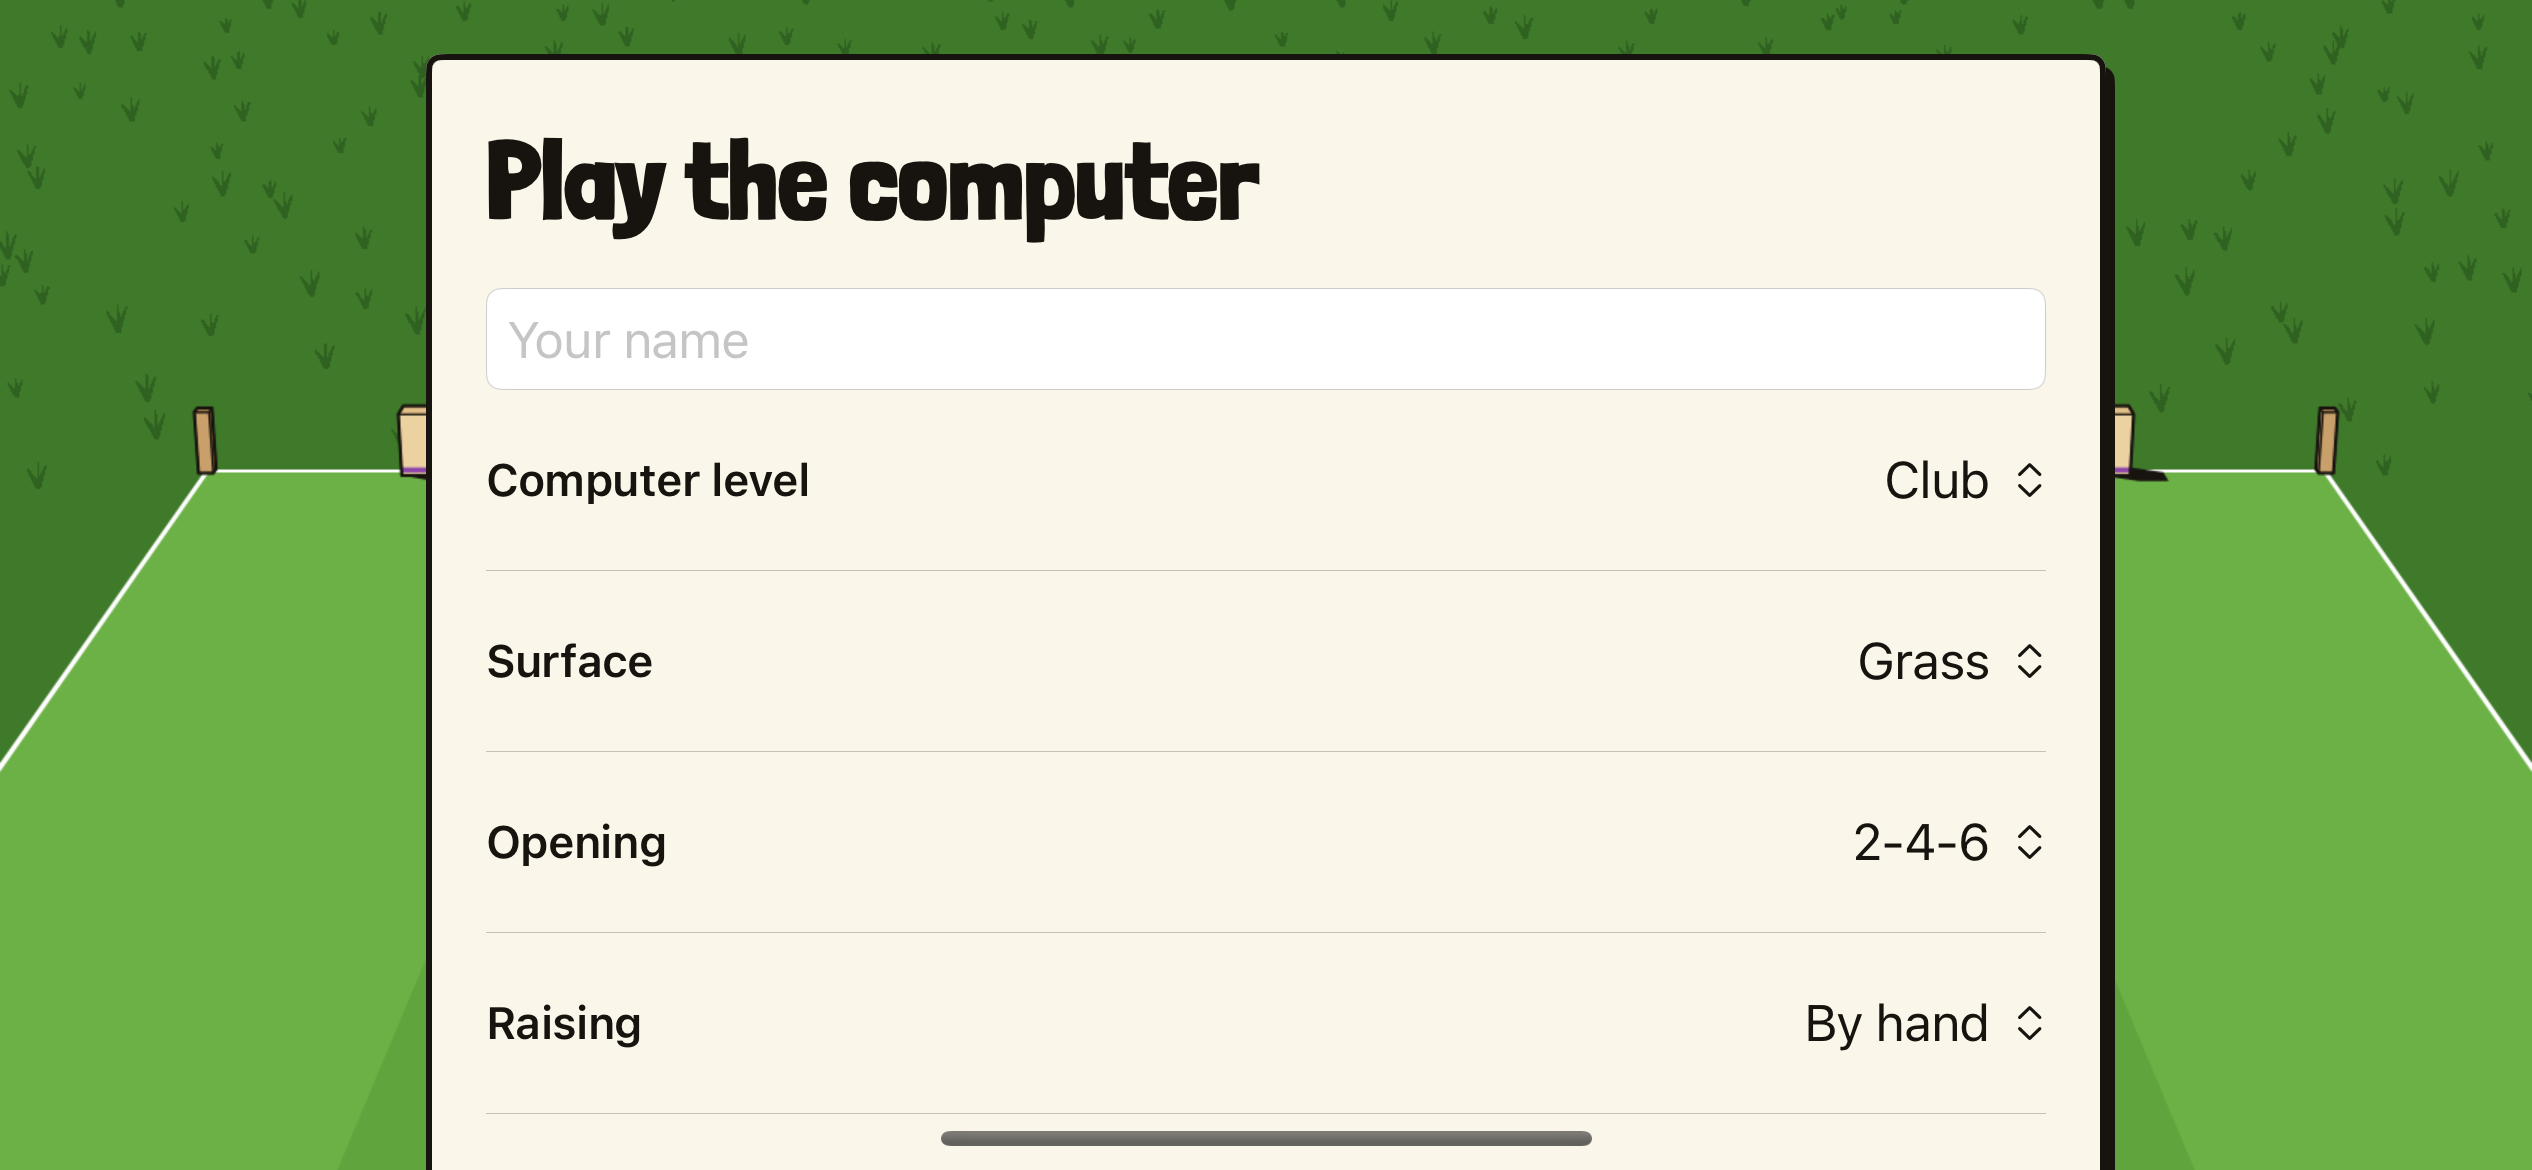 Play the computer
Your name
Computer level Club
Surface Grass
Opening 2-4-6
Raising By hand